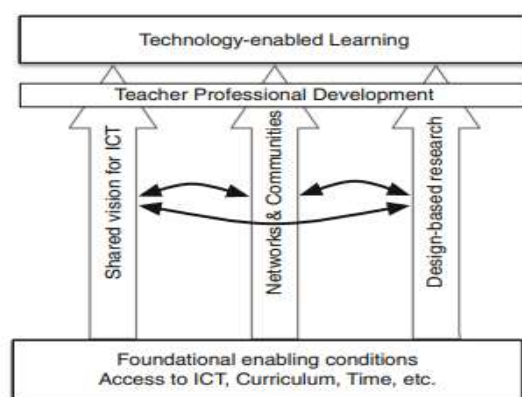 Technology-enabled Learning
Teacher Professional Development
Shared vision for ICT
Networks & Communities
Design-based research
Foundational enabling conditions
Access to ICT, Curriculum, Time, etc.